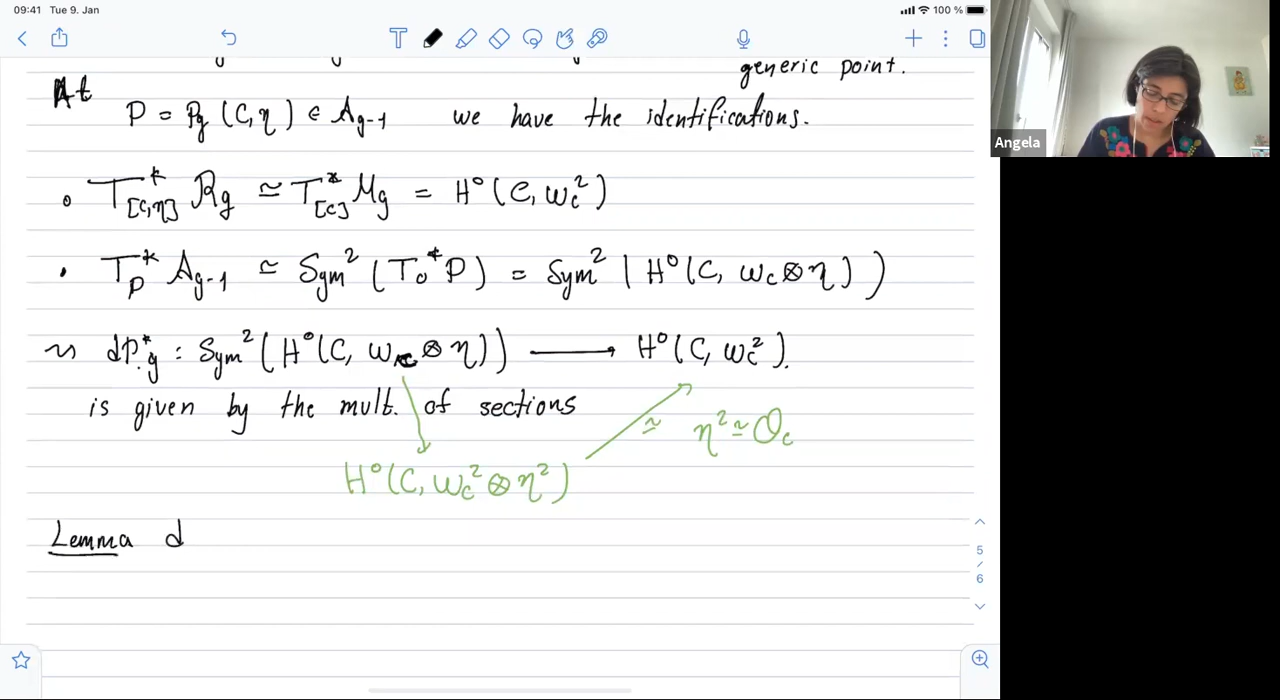 09:41 Tue 9. Jan
100 %
generic point.
At
P = Pg (C, η) ∈ Ag-1 we have the identifications.
• T*[C,η] Rg ≃ T*[C] Mg = H⁰(C, ωc²)
• T*P Ag-1 ≃ Sym² (T₀*P) = Sym² ( H⁰(C, ωc⊗η))
⇝ dP*g : Sym²(H⁰(C, ωc ⊗ η)) ⟶ H⁰(C, ωc²).
is given by the mult. of sections
≃ η² ≃ Oc
H⁰(C, ωc² ⊗ η²)
Lemma d
5
/
6
Angela